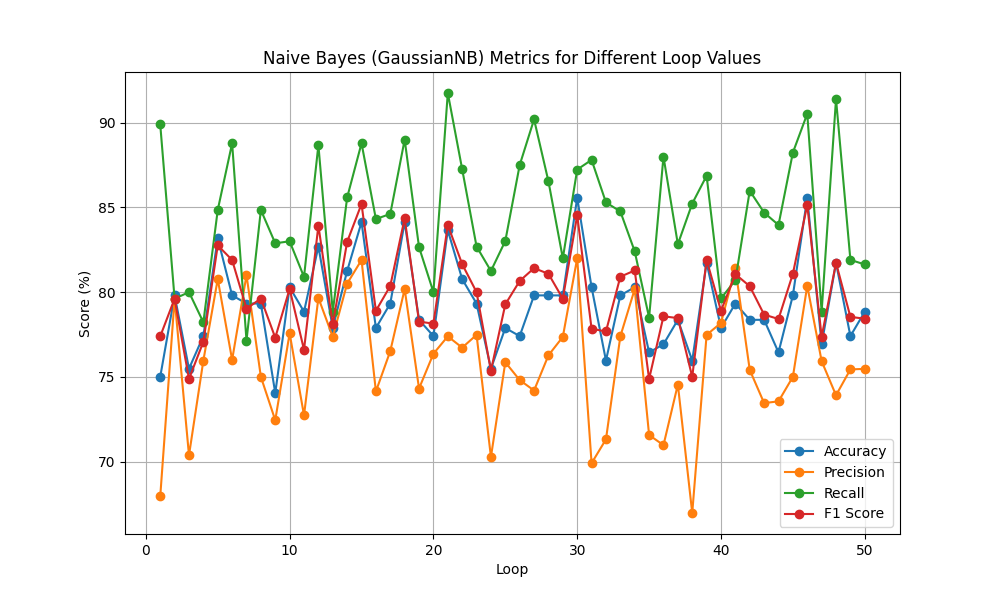 Naive Bayes (GaussianNB) Metrics for Different Loop Values
90
85
80
75
70
Score (%)
0 10 20 30 40 50
Loop
Accuracy
Precision
Recall
F1 Score